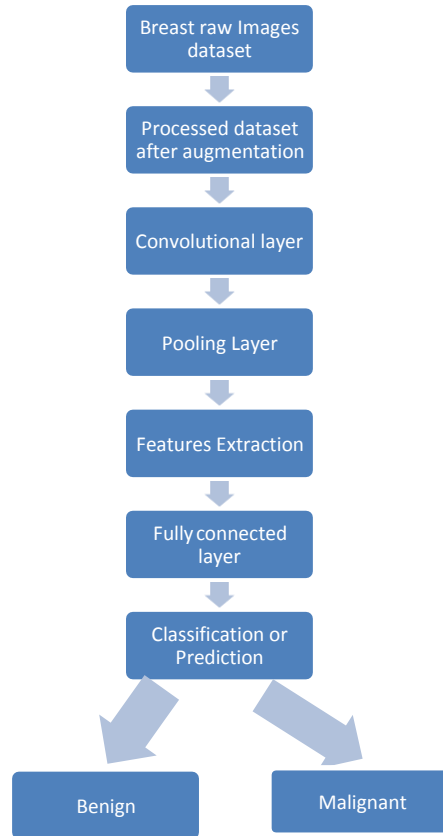 Breast raw Images
dataset
Processed dataset
after augmentation
Convolutional layer
Pooling Layer
Features Extraction
Fully connected
layer
Classification or
Prediction
Benign
Malignant